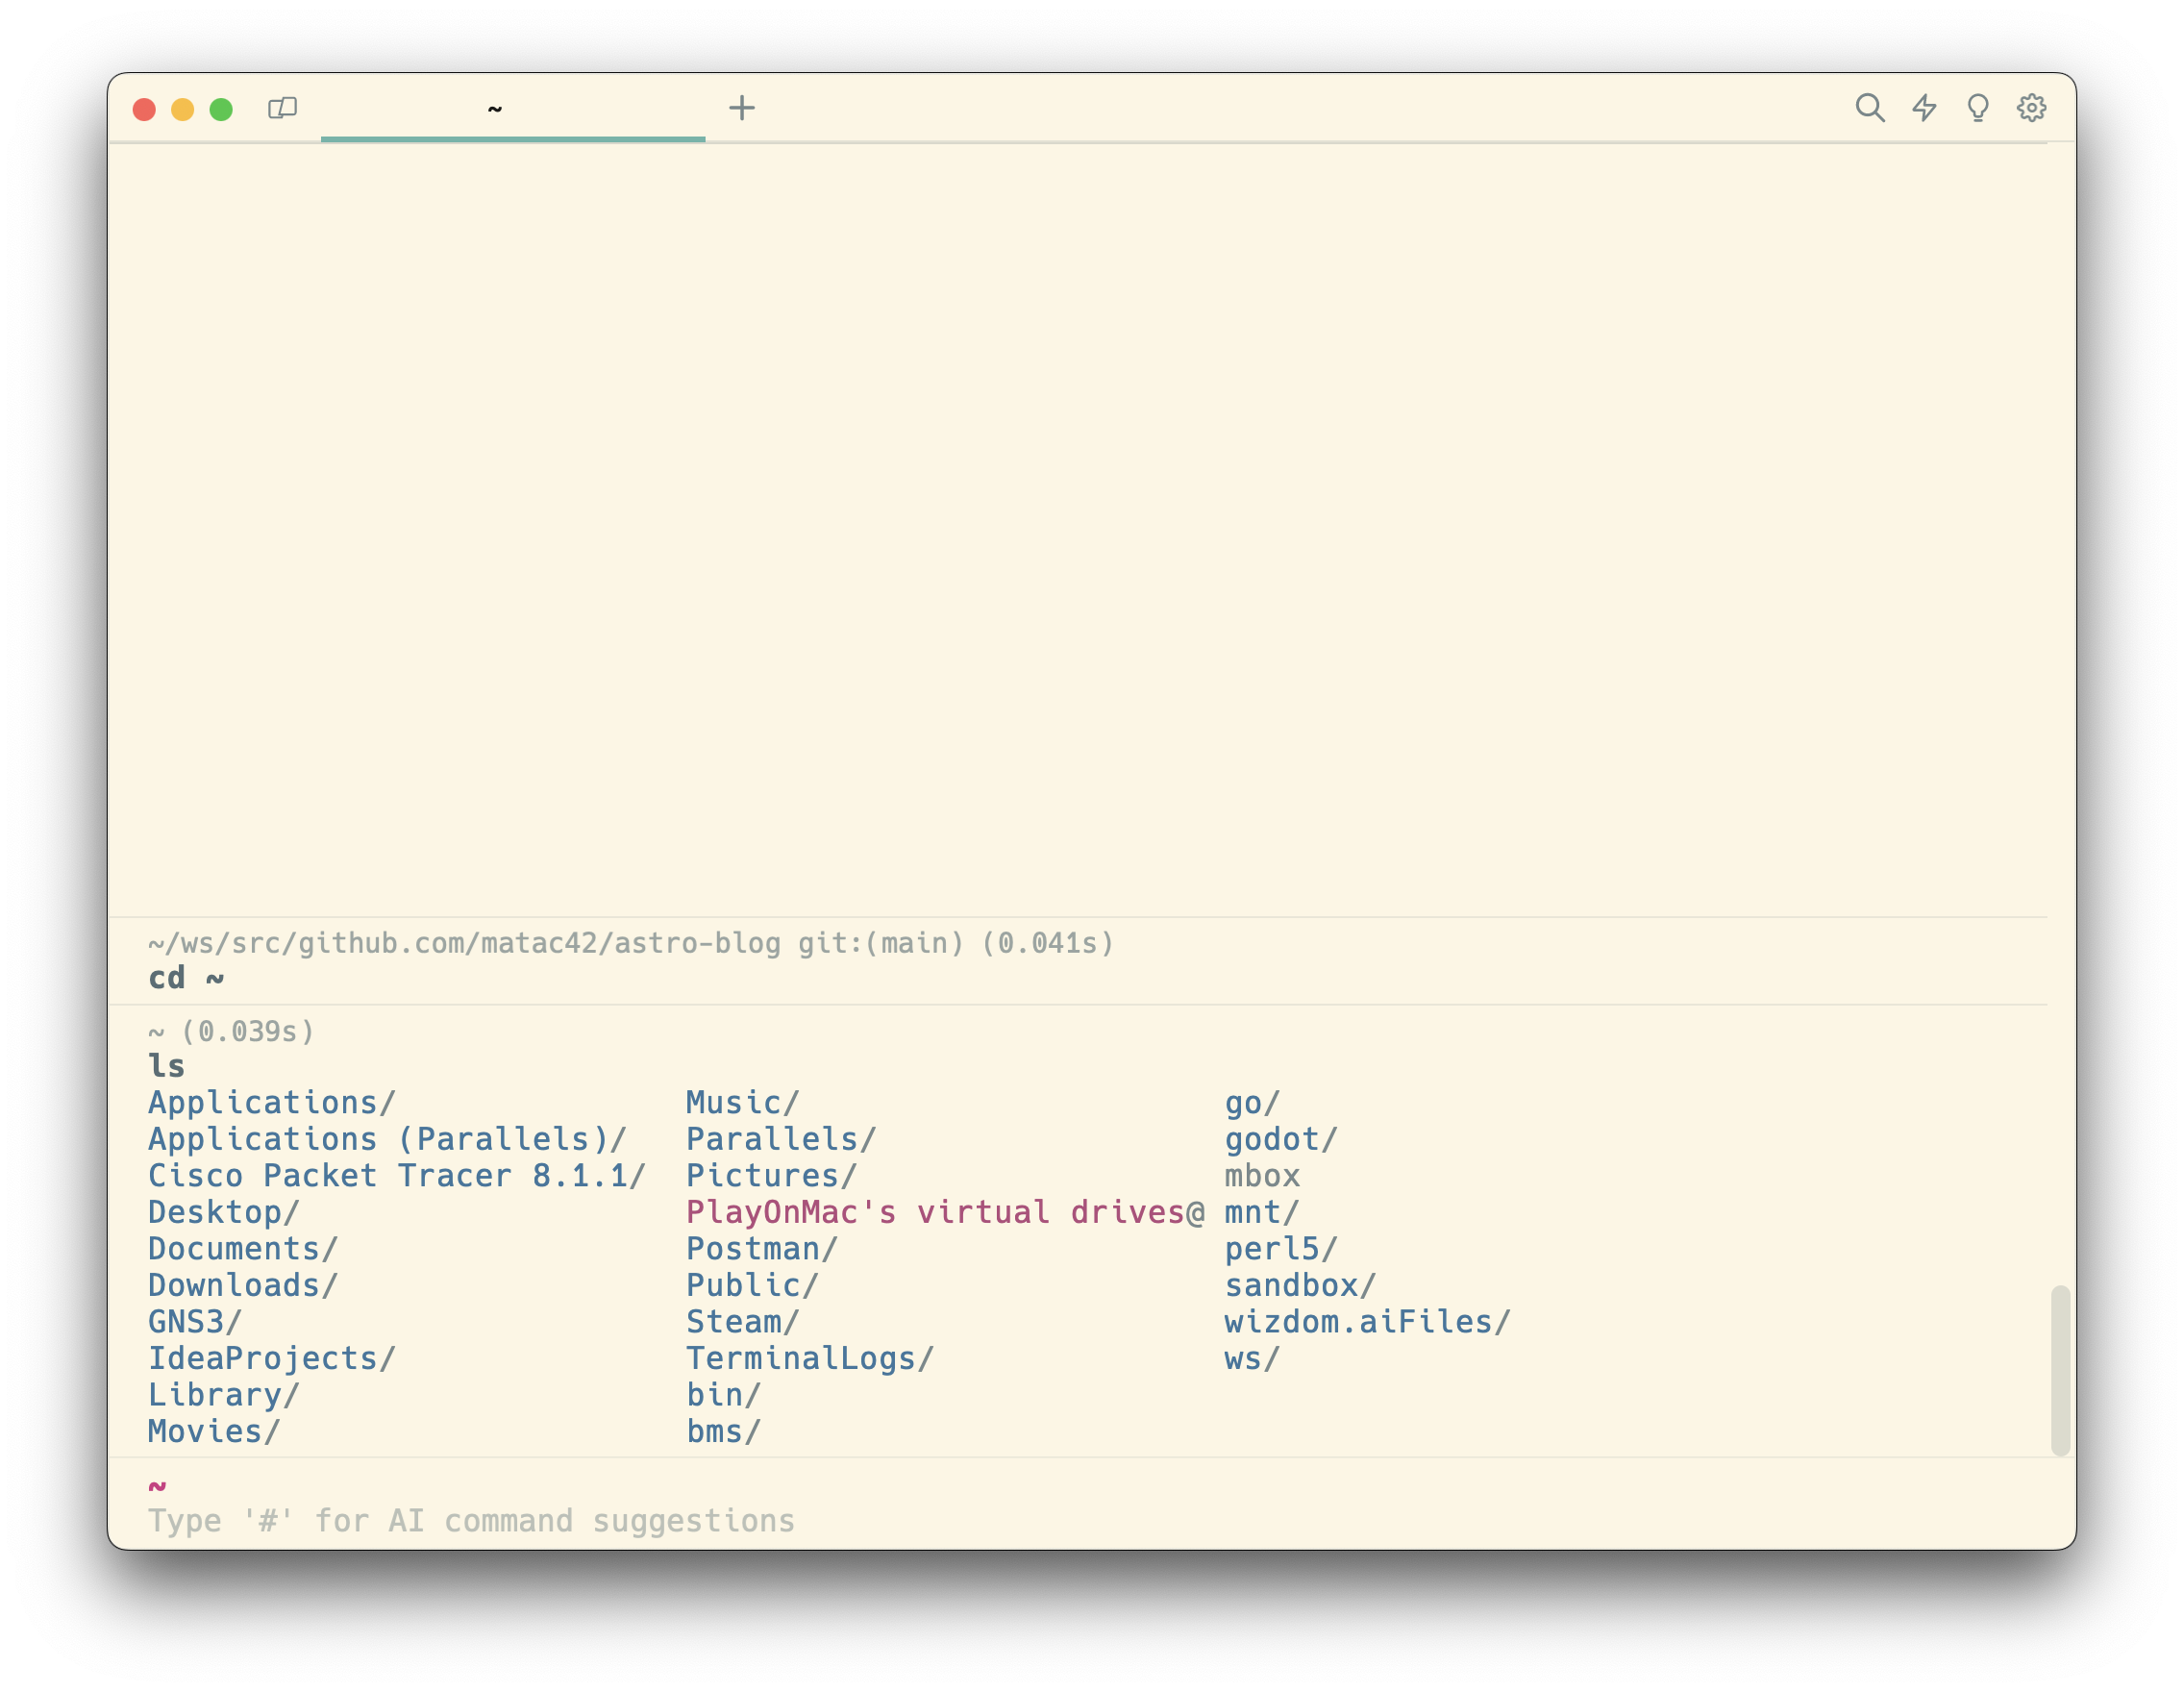 ~
~/ws/src/github.com/matac42/astro-blog git:(main) (0.041s)
cd ~
~ (0.039s)
ls
Applications/ Music/ go/
Applications (Parallels)/ Parallels/ godot/
Cisco Packet Tracer 8.1.1/ Pictures/ mbox
Desktop/ PlayOnMac's virtual drives@ mnt/
Documents/ Postman/ perl5/
Downloads/ Public/ sandbox/
GNS3/ Steam/ wizdom.aiFiles/
IdeaProjects/ TerminalLogs/ ws/
Library/ bin/
Movies/ bms/
~
Type '#' for AI command suggestions